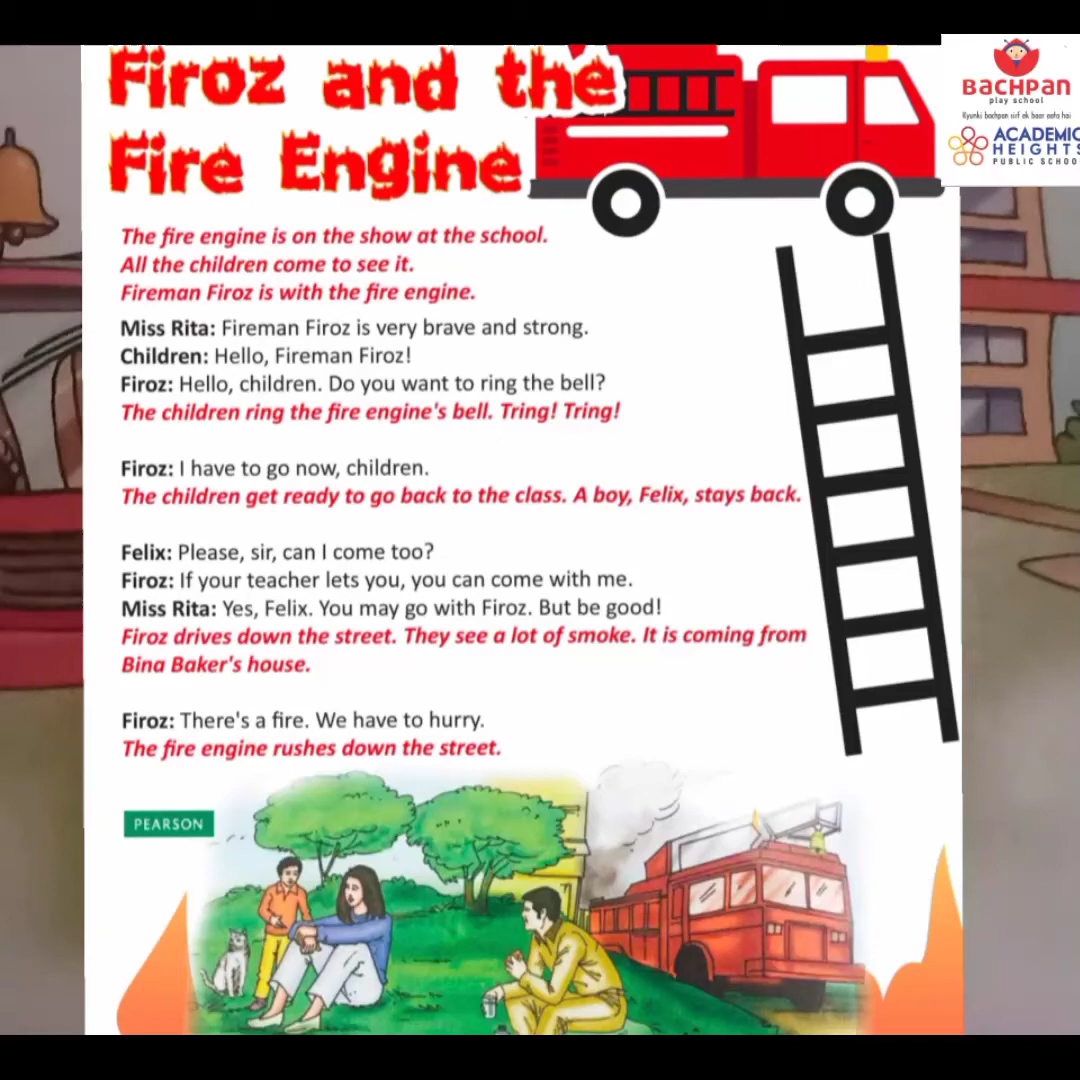 Firoz and the
Fire Engine
BACHPAN
play school
Kyunki bachpan sirf ek baar aata hai
ACADEMIC
HEIGHTS
PUBLIC SCHOOL
The fire engine is on the show at the school.
All the children come to see it.
Fireman Firoz is with the fire engine.
Miss Rita: Fireman Firoz is very brave and strong.
Children: Hello, Fireman Firoz!
Firoz: Hello, children. Do you want to ring the bell?
The children ring the fire engine's bell. Tring! Tring!
Firoz: I have to go now, children.
The children get ready to go back to the class. A boy, Felix, stays back.
Felix: Please, sir, can I come too?
Firoz: If your teacher lets you, you can come with me.
Miss Rita: Yes, Felix. You may go with Firoz. But be good!
Firoz drives down the street. They see a lot of smoke. It is coming from
Bina Baker's house.
Firoz: There's a fire. We have to hurry.
The fire engine rushes down the street.
PEARSON